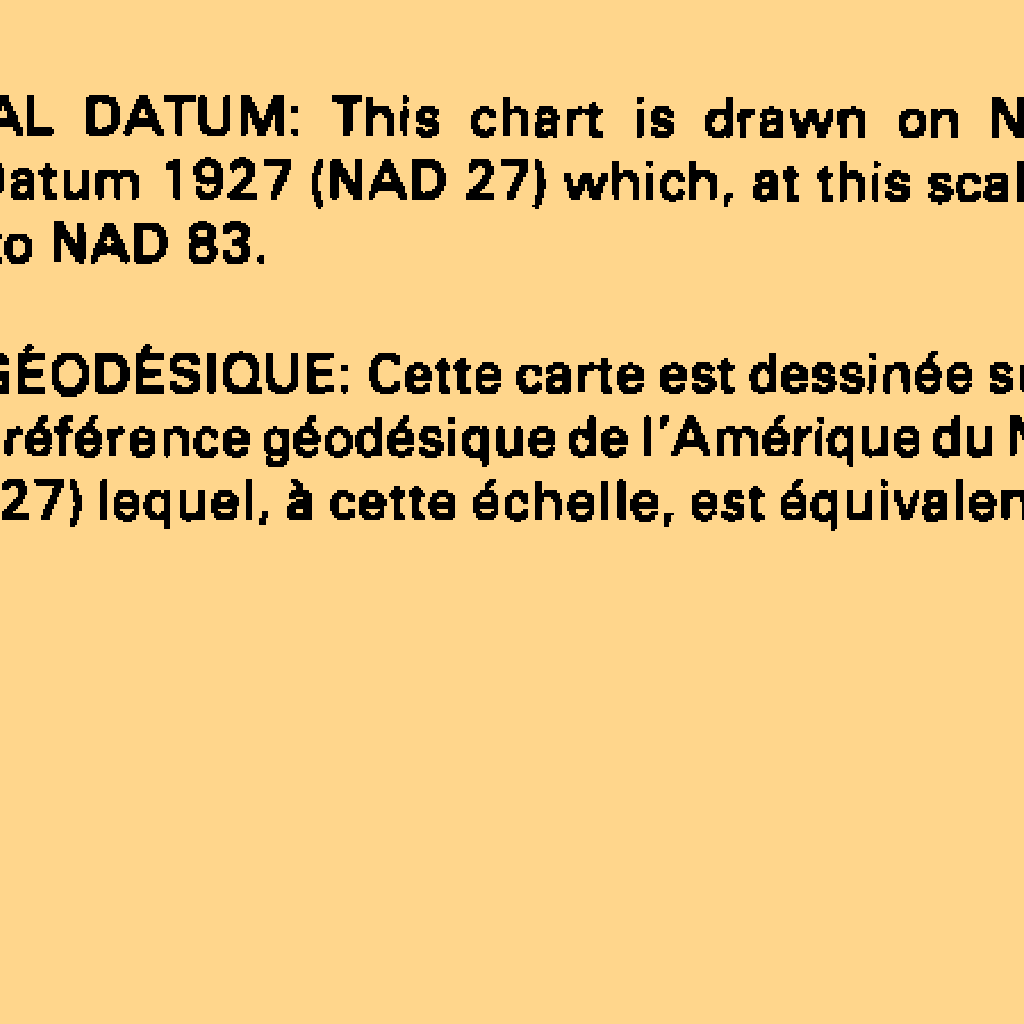 AL DATUM: This chart is drawn on N
Datum 1927 (NAD 27) which, at this scal
to NAD 83.
GÉODÉSIQUE: Cette carte est dessinée su
référence géodésique de l'Amérique du N
27) lequel, à cette échelle, est équivalen